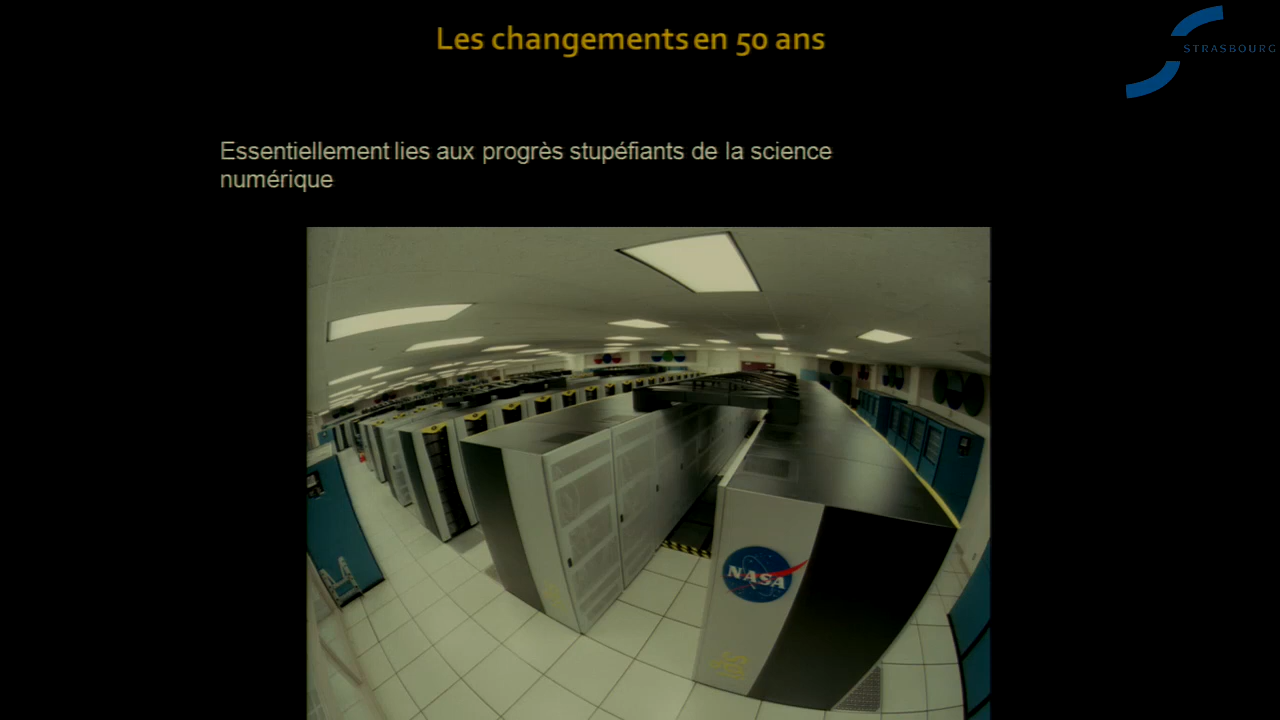 Les changements en 50 ans
STRASBOURG
Essentiellement lies aux progrès stupéfiants de la science
numérique
NASA